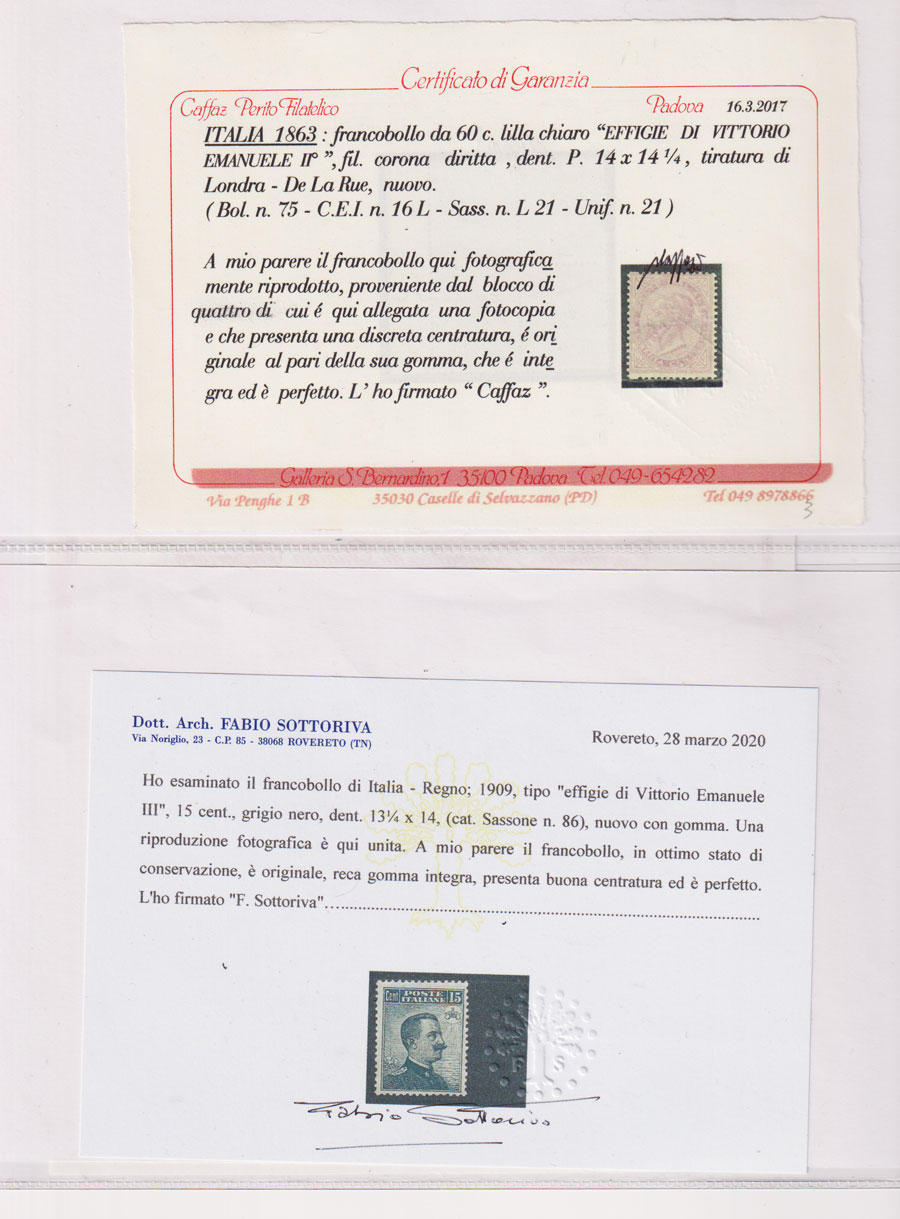 Certificato di Garanzia
Caffaz Perito Filatelico Padova 16.3.2017
ITALIA 1863 : francobollo da 60 c. lilla chiaro “EFFIGIE DI VITTORIO
EMANUELE II° ”, fil. corona diritta , dent. P. 14 x 14 ¼ , tiratura di
Londra - De La Rue, nuovo.
( Bol. n. 75 - C.E.I. n. 16 L - Sass. n. L 21 - Unif. n. 21 )
A mio parere il francobollo qui fotografica
mente riprodotto, proveniente dal blocco di
quattro di cui é qui allegata una fotocopia
e che presenta una discreta centratura, é ori
ginale al pari della sua gomma, che é inte
gra ed è perfetto. L’ ho firmato “ Caffaz ”.
Galleria S. Bernardino, 1 35100 Padova Tel. 049-654282
Via Penghe 1 B 35030 Caselle di Selvazzano (PD) Tel 049 8978866
3
Dott. Arch. FABIO SOTTORIVA
Via Noriglio, 23 - C.P. 85 - 38068 ROVERETO (TN)
Rovereto, 28 marzo 2020
Ho esaminato il francobollo di Italia - Regno; 1909, tipo "effigie di Vittorio Emanuele
III", 15 cent., grigio nero, dent. 13¼ x 14, (cat. Sassone n. 86), nuovo con gomma. Una
riproduzione fotografica è qui unita. A mio parere il francobollo, in ottimo stato di
conservazione, è originale, reca gomma integra, presenta buona centratura ed è perfetto.
L'ho firmato "F. Sottoriva"
Cent POSTE ITALIANE 15
F S
Fabio Sottoriva